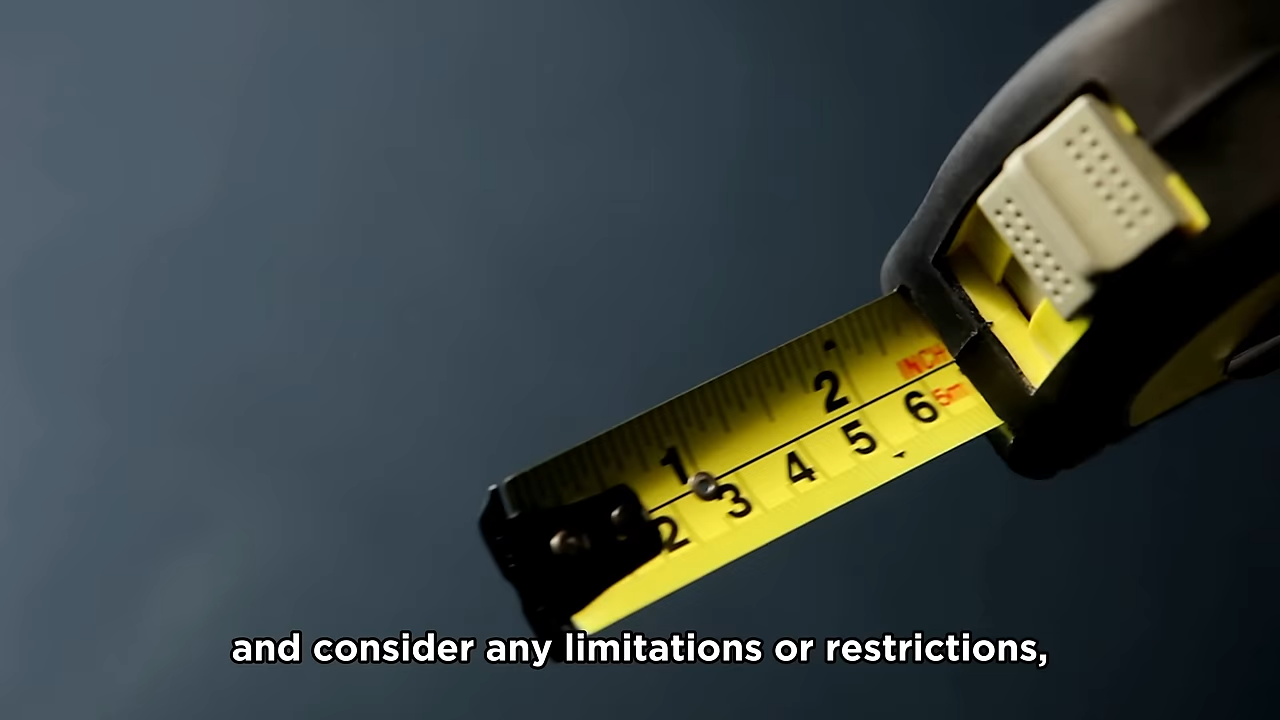 1 2 INCH
2 3 4 5 6 5m
and consider any limitations or restrictions,